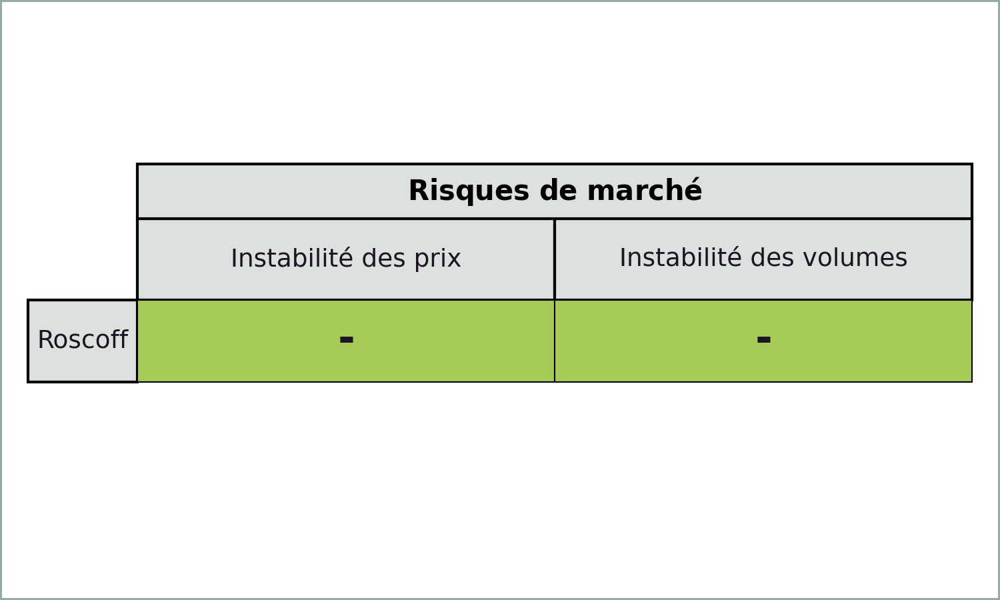 Risques de marché
Instabilité des prix
Instabilité des volumes
Roscoff
-
-